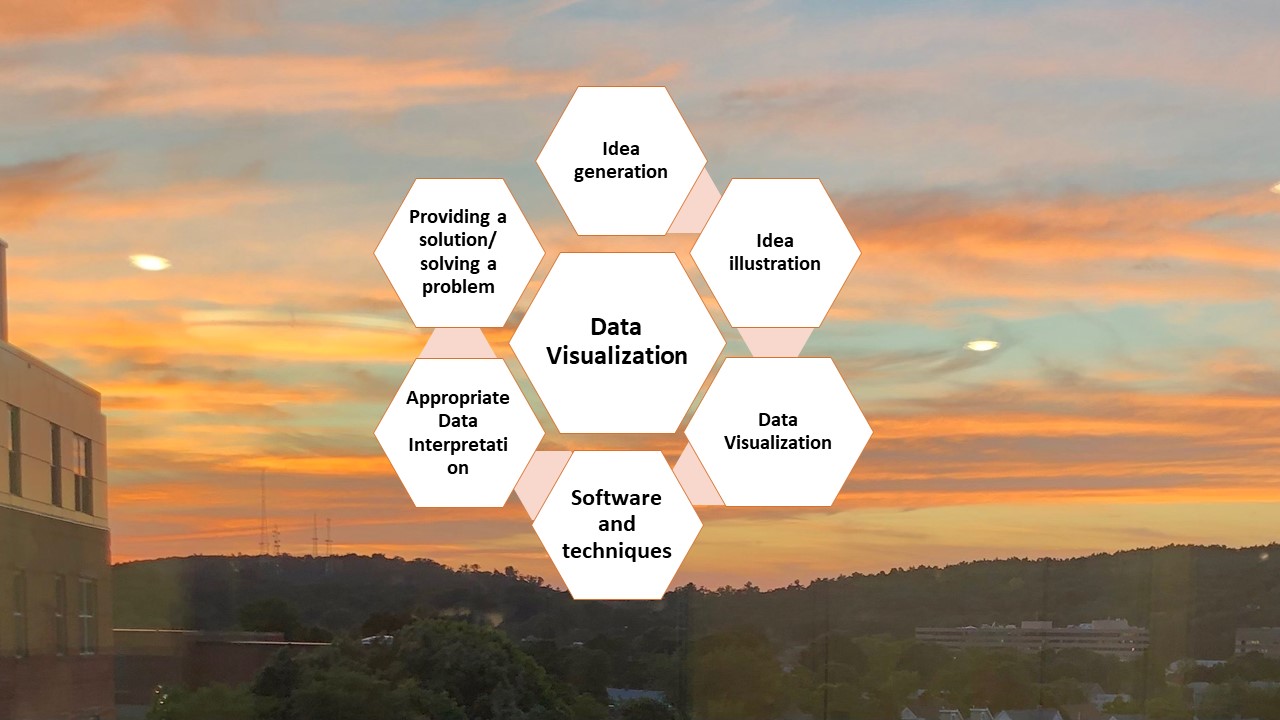 Idea
generation
Idea
illustration
Data
Visualization
Software
and
techniques
Appropriate
Data
Interpretati
on
Providing a
solution/
solving a
problem
Data
Visualization